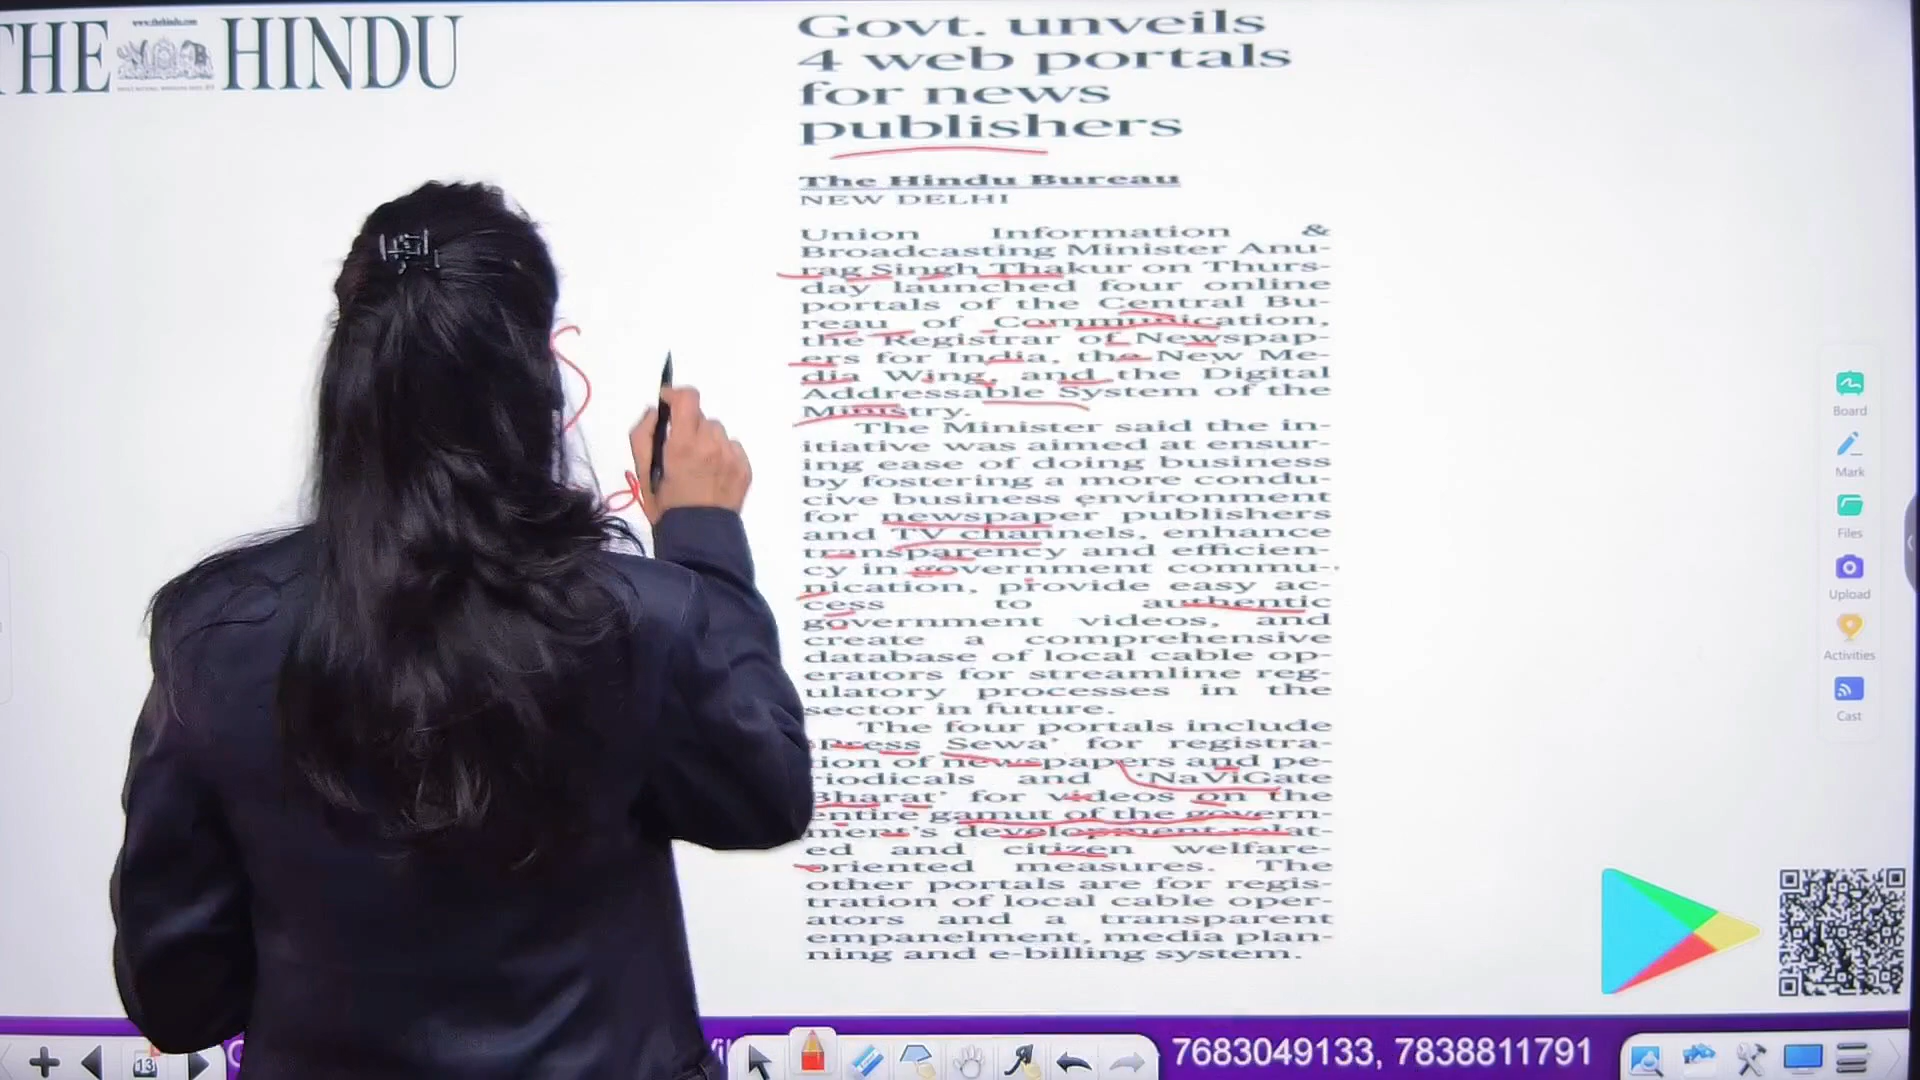 www.thehindu.com
THE HINDU
Govt. unveils
4 web portals
for news
publishers
The Hindu Bureau
NEW DELHI
Union Information &
Broadcasting Minister Anu-
rag Singh Thakur on Thurs-
day launched four online
portals of the Central Bu-
reau of Communication,
the Registrar of Newspap-
ers for India, the New Me-
dia Wing, and the Digital
Addressable System of the
Ministry.
The Minister said the in-
itiative was aimed at ensur-
ing ease of doing business
by fostering a more condu-
cive business environment
for newspaper publishers
and TV channels, enhance
transparency and efficien-
cy in government commu-
nication, provide easy ac-
cess to authentic
government videos, and
create a comprehensive
database of local cable op-
erators for streamline reg-
ulatory processes in the
sector in future.
The four portals include
'Press Sewa' for registra-
tion of newspapers and pe-
riodicals and 'NaViGate
Bharat' for videos on the
entire gamut of the govern-
ment's development relat-
ed and citizen welfare-
oriented measures. The
other portals are for regis-
tration of local cable oper-
ators and a transparent
empanelment, media plan-
ning and e-billing system.
Board
Mark
Files
Upload
Activities
Cast
13
7683049133, 7838811791